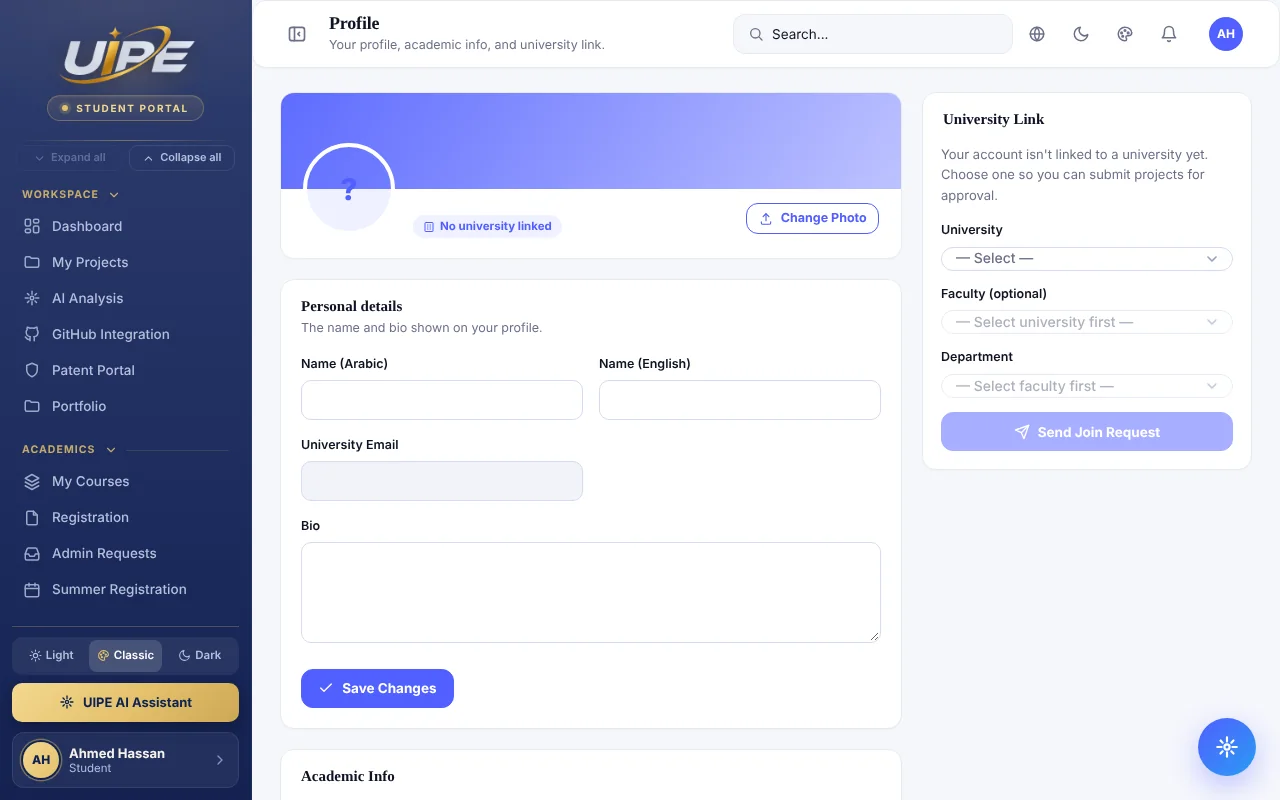 UIPE
STUDENT PORTAL
Expand all
Collapse all
WORKSPACE
Dashboard
My Projects
AI Analysis
GitHub Integration
Patent Portal
Portfolio
ACADEMICS
My Courses
Registration
Admin Requests
Summer Registration
Light
Classic
Dark
UIPE AI Assistant
AH
Ahmed Hassan
Student
Profile
Your profile, academic info, and university link.
Search...
AH
?
No university linked
Change Photo
Personal details
The name and bio shown on your profile.
Name (Arabic)
Name (English)
University Email
Bio
Save Changes
Academic Info
University Link
Your account isn't linked to a university yet.
Choose one so you can submit projects for
approval.
University
— Select —
Faculty (optional)
— Select university first —
Department
— Select faculty first —
Send Join Request